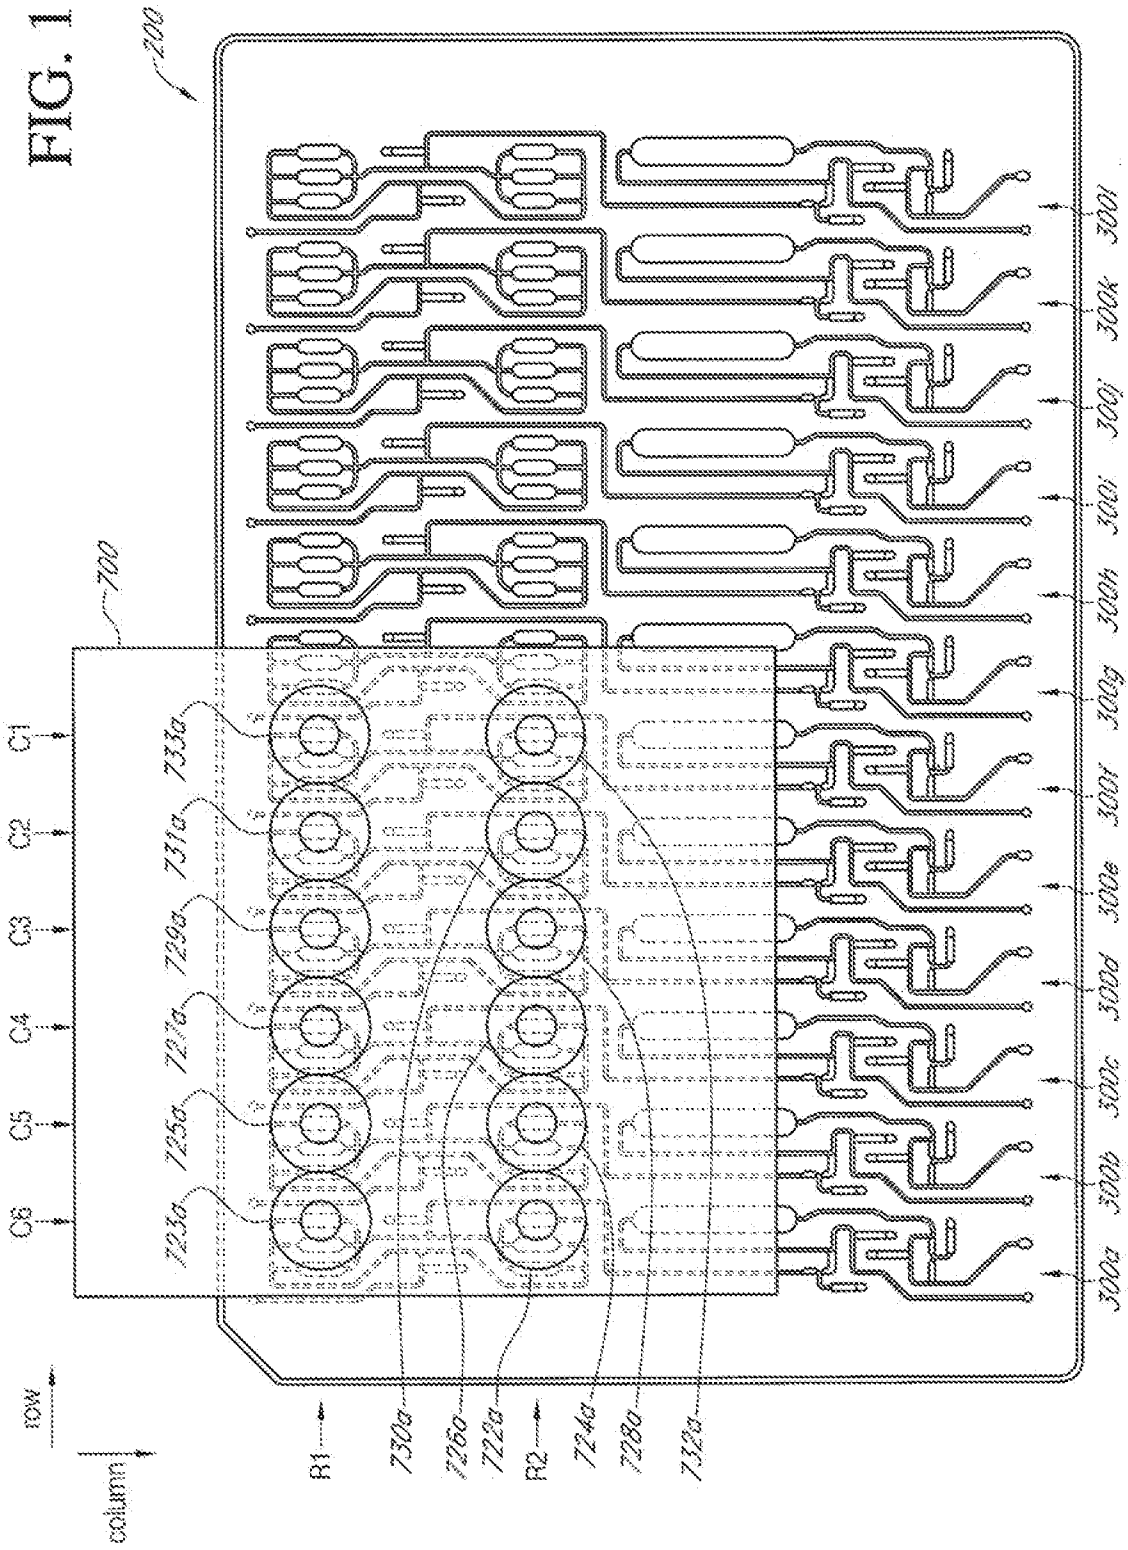 FIG. 1
200
700
C1
C2
C3
C4
C5
C6
733a
731a
729a
727a
725a
723a
row
column
R1
730a
726a
722a
R2
724a
728a
732a
300a
300b
300c
300d
300e
300f
300g
300h
300i
300j
300k
300l